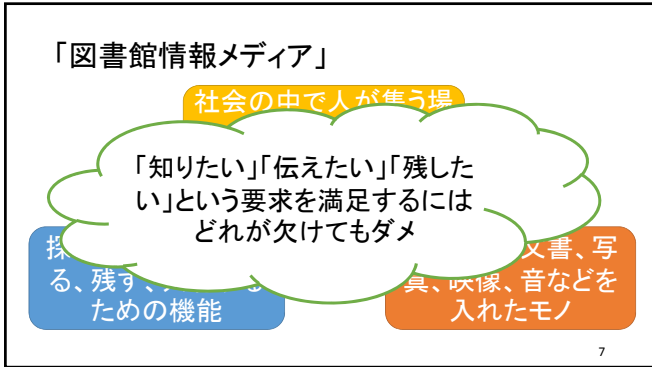 「図書館情報メディア」
社会の中で人が集う場
「知りたい」「伝えたい」「残した
い」という要求を満足するには
どれが欠けてもダメ
探
る、残す、
ための機能
文書、写
真、映像、音などを
入れたモノ
7